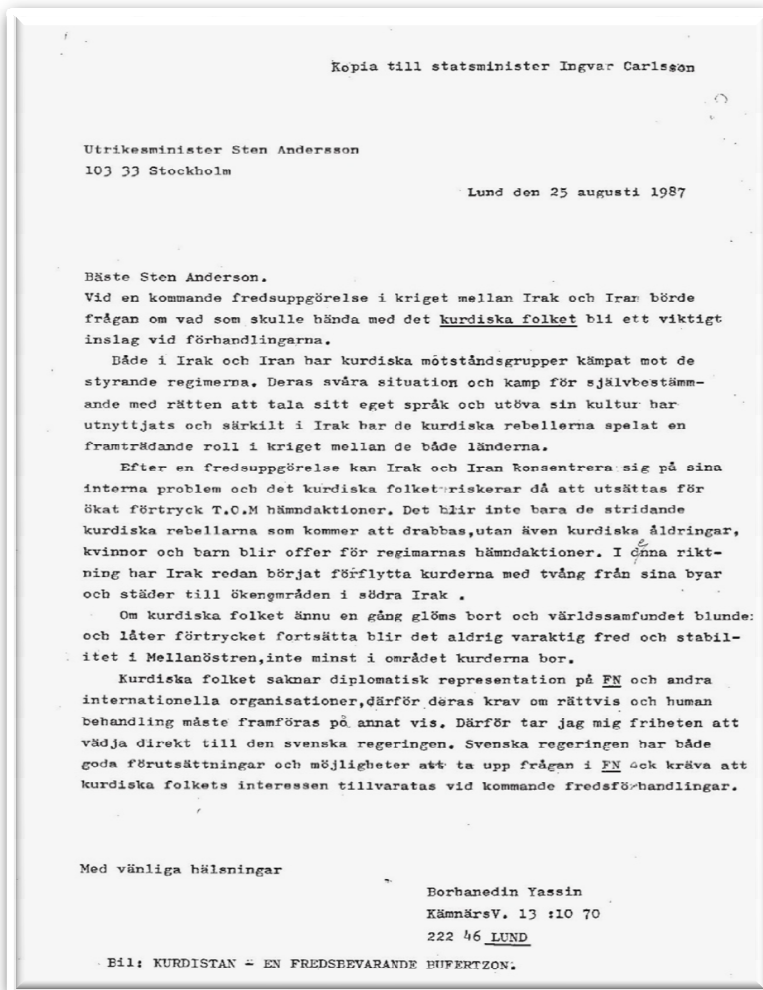 Kopia till statsminister Ingvar Carlsson
Utrikesminister Sten Andersson
103 33 Stockholm
Lund den 25 augusti 1987
Bäste Sten Anderson.
Vid en kommande fredsuppgörelse i kriget mellan Irak och Iran börde
frågan om vad som skulle hända med det kurdiska folket bli ett viktigt
inslag vid förhandlingarna.
Både i Irak och Iran har kurdiska motståndsgrupper kämpat mot de
styrande regimerna. Deras svåra situation och kamp för självbestämm-
ande med rätten att tala sitt eget språk och utöva sin kultur har
utnyttjats och särkilt i Irak har de kurdiska rebellerna spelat en
framträdande roll i kriget mellan de både länderna.
Efter en fredsuppgörelse kan Irak och Iran konsentrera sig på sina
interna problem och det kurdiska folket riskerar då att utsättas för
ökat förtryck T.O.M hämndaktioner. Det blir inte bara de stridande
kurdiska rebellarna som kommer att drabbas,utan även kurdiska åldringar,
kvinnor och barn blir offer för regimarnas hämndaktioner. I denna rikt-
ning har Irak redan börjat förflytta kurderna med tvång från sina byar
och städer till ökenområden i södra Irak .
Om kurdiska folket ännu en gång glöms bort och världssamfundet blunde:
och låter förtrycket fortsätta blir det aldrig varaktig fred och stabil-
itet i Mellanöstren,inte minst i området kurderna bor.
Kurdiska folket saknar diplomatisk representation på FN och andra
internationella organisationer,därför deras krav om rättvis och human
behandling måste framföras på annat vis. Därför tar jag mig friheten att
vädja direkt till den svenska regeringen. Svenska regeringen har både
goda förutsättningar och möjligheter att ta upp frågan i FN ock kräva att
kurdiska folkets interessen tillvaratas vid kommande fredsförhandlingar.
Med vänliga hälsningar
Borhanedin Yassin
KämnärsV. 13 :10 70
222 46 LUND
Bil: KURDISTAN - EN FREDSBEVARANDE BUFERTZON.